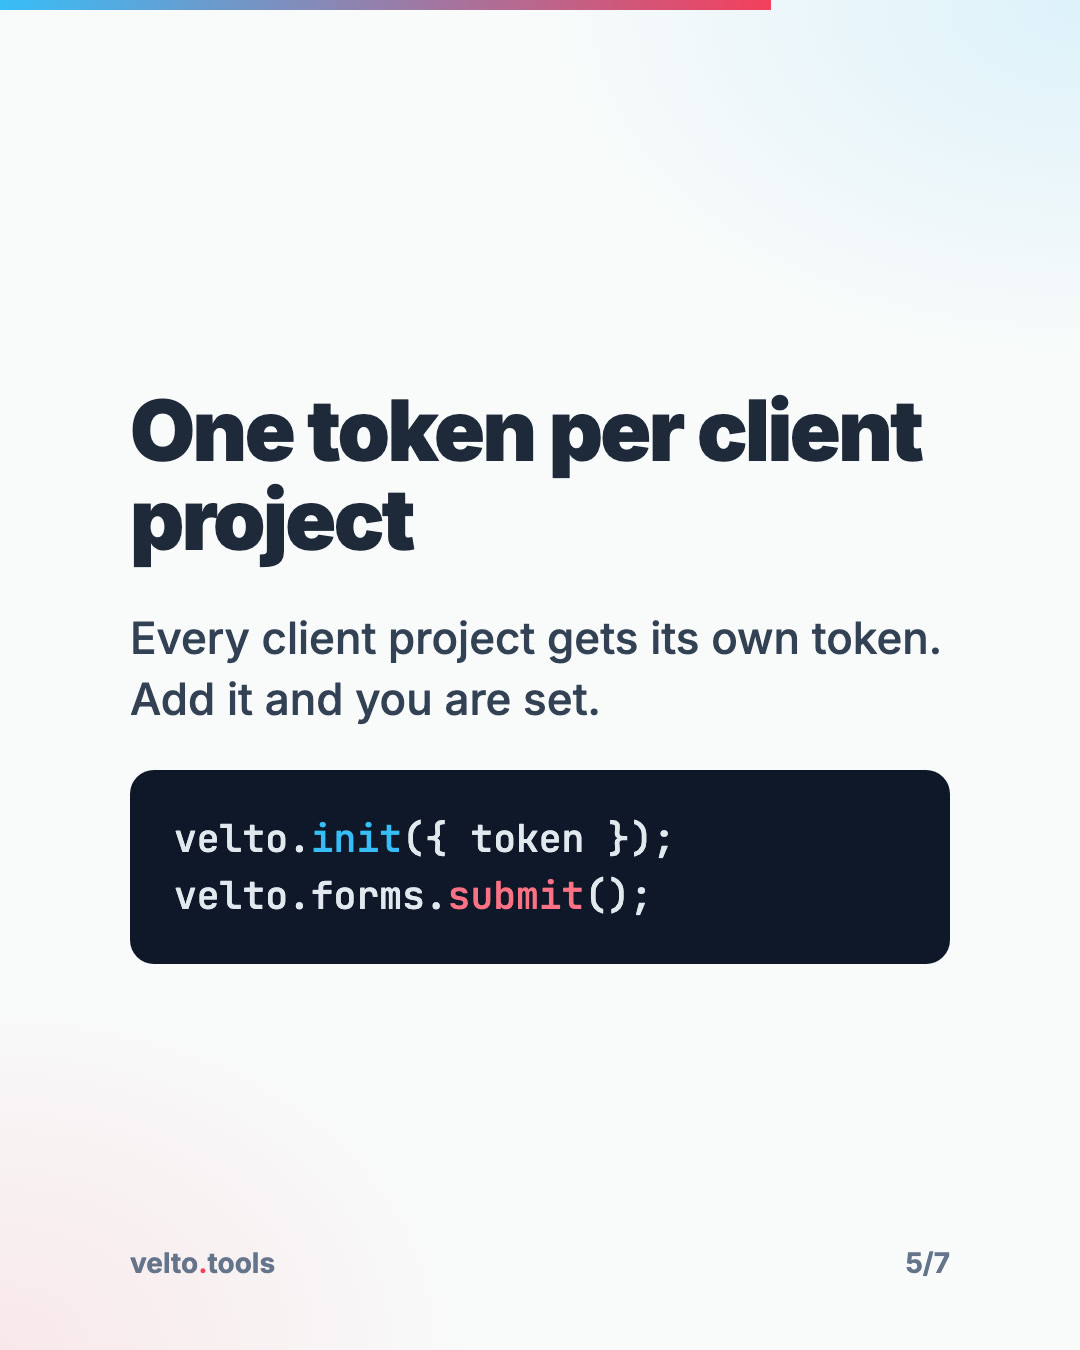 One token per client
project
Every client project gets its own token.
Add it and you are set.
velto.init({ token });
velto.forms.submit();
velto.tools
5/7